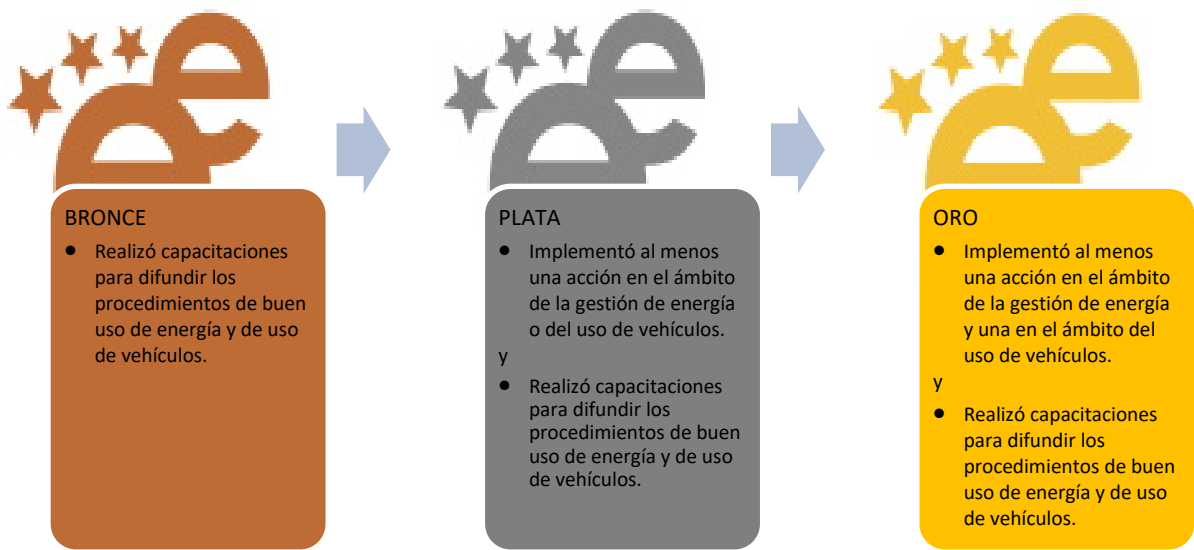 BRONCE
• Realizó capacitaciones
para difundir los
procedimientos de buen
uso de energía y de uso
de vehículos.
PLATA
• Implementó al menos
una acción en el ámbito
de la gestión de energía
o del uso de vehículos.
y
• Realizó capacitaciones
para difundir los
procedimientos de buen
uso de energía y de uso
de vehículos.
ORO
• Implementó al menos
una acción en el ámbito
de la gestión de energía
y una en el ámbito del
uso de vehículos.
y
• Realizó capacitaciones
para difundir los
procedimientos de buen
uso de energía y de uso
de vehículos.